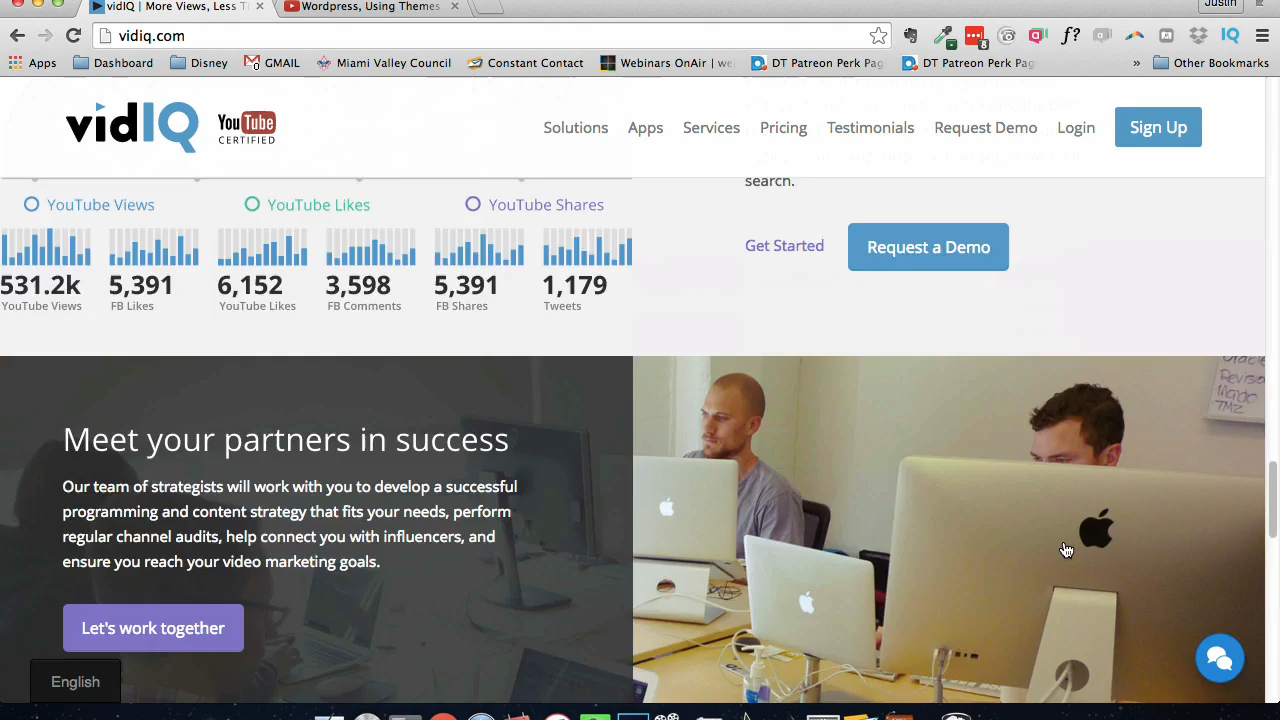 vidIQ | More Views, Less Ti
Wordpress, Using Themes
Justin
vidiq.com
Apps
Dashboard
Disney
GMAIL
Miami Valley Council
Constant Contact
Webinars OnAir | we
DT Patreon Perk Pag
DT Patreon Perk Pag
»
Other Bookmarks
vidIQ
YouTube
CERTIFIED
Solutions
Apps
Services
Pricing
Testimonials
Request Demo
Login
Sign Up
search.
YouTube Views
YouTube Likes
YouTube Shares
Get Started
Request a Demo
531.2k
5,391
6,152
3,598
5,391
1,179
YouTube Views
FB Likes
YouTube Likes
FB Comments
FB Shares
Tweets
Meet your partners in success
Our team of strategists will work with you to develop a successful
programming and content strategy that fits your needs, perform
regular channel audits, help connect you with influencers, and
ensure you reach your video marketing goals.
Let's work together
English